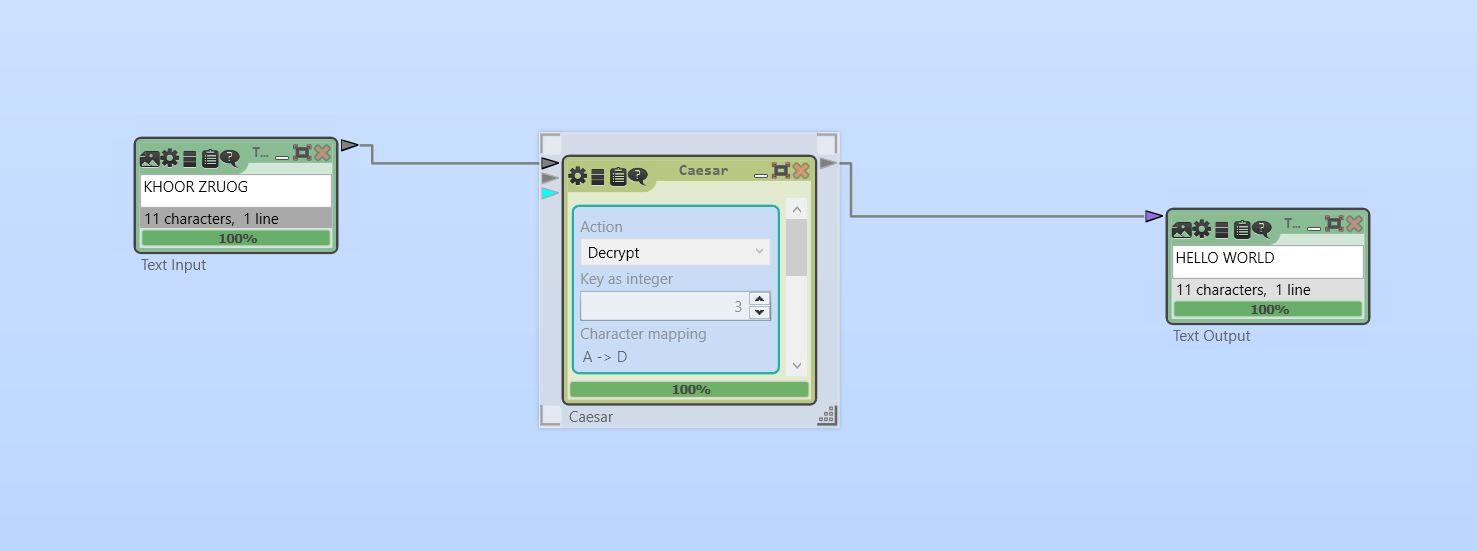 T...
KHOOR ZRUOG
11 characters,  1 line
100%
Text Input
Caesar
Action
Decrypt
Key as integer
3
Character mapping
A -> D
100%
Caesar
T...
HELLO WORLD
11 characters,  1 line
100%
Text Output